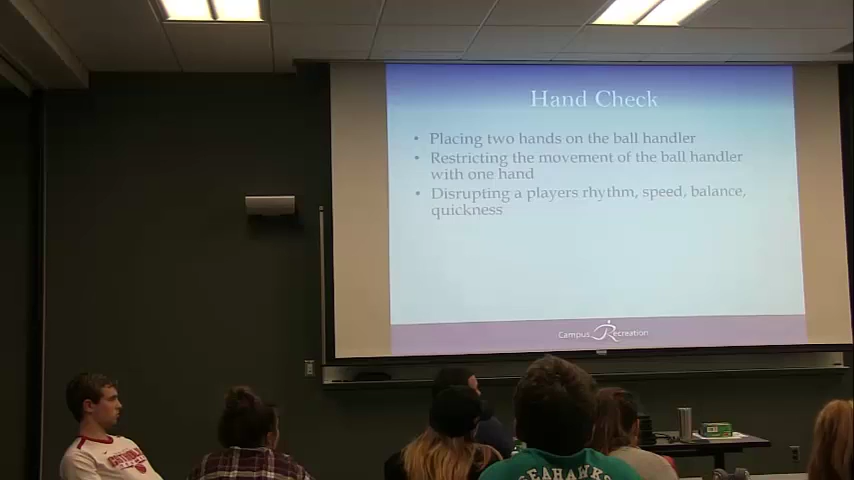 Hand Check
• Placing two hands on the ball handler
• Restricting the movement of the ball handler
with one hand
• Disrupting a players rhythm, speed, balance,
quickness
Campus Recreation
SEAHAWKS